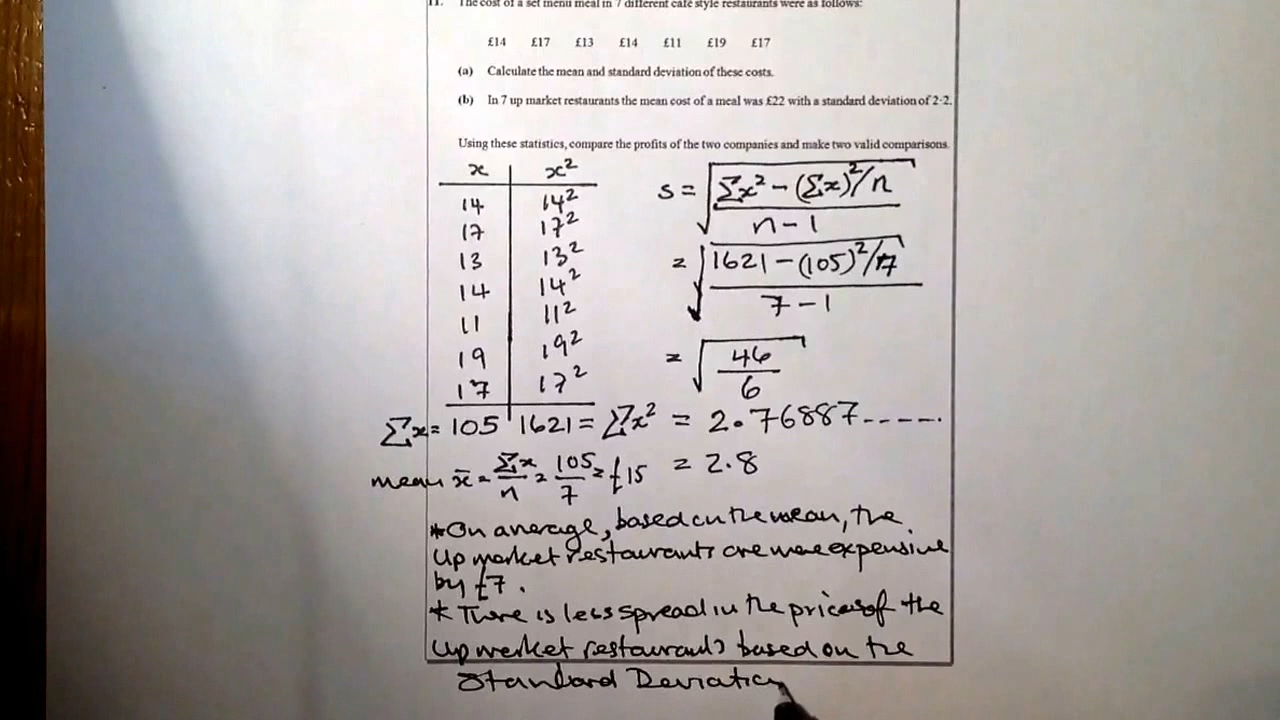 11. The cost of a set menu meal in 7 different café style restaurants were as follows:
£14 £17 £13 £14 £11 £19 £17
(a) Calculate the mean and standard deviation of these costs.
(b) In 7 up market restaurants the mean cost of a meal was £22 with a standard deviation of 2·2.
Using these statistics, compare the profits of the two companies and make two valid comparisons.
x x²
14 14²
17 17²
13 13²
14 14²
11 11²
19 19²
17 17²
Σx = 105 1621 = Σx²
mean x̄ = Σx/n = 105/7 = £15
s = √((Σx² - (Σx)²/n)/(n-1))
= √((1621 - (105)²/7)/(7-1))
= √(46/6)
= 2.76887-----
= 2.8
*On average, based on the mean, the
up market restaurants are more expensive
by £7.
* There is less spread in the prices of the
up market restaurants based on the
Standard Deviation